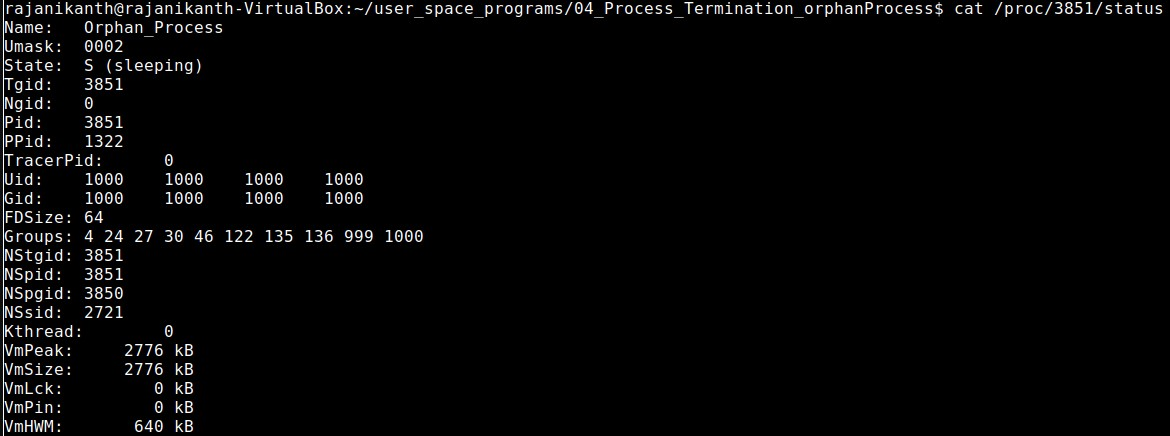 rajanikanth@rajanikanth-VirtualBox:~/user_space_programs/04_Process_Termination_orphanProcess$ cat /proc/3851/status
Name:   Orphan_Process
Umask:  0002
State:  S (sleeping)
Tgid:   3851
Ngid:   0
Pid:    3851
PPid:   1322
TracerPid:      0
Uid:    1000    1000    1000    1000
Gid:    1000    1000    1000    1000
FDSize: 64
Groups: 4 24 27 30 46 122 135 136 999 1000
NStgid: 3851
NSpid:  3851
NSpgid: 3850
NSsid:  2721
Kthread:        0
VmPeak:     2776 kB
VmSize:     2776 kB
VmLck:         0 kB
VmPin:         0 kB
VmHWM:       640 kB